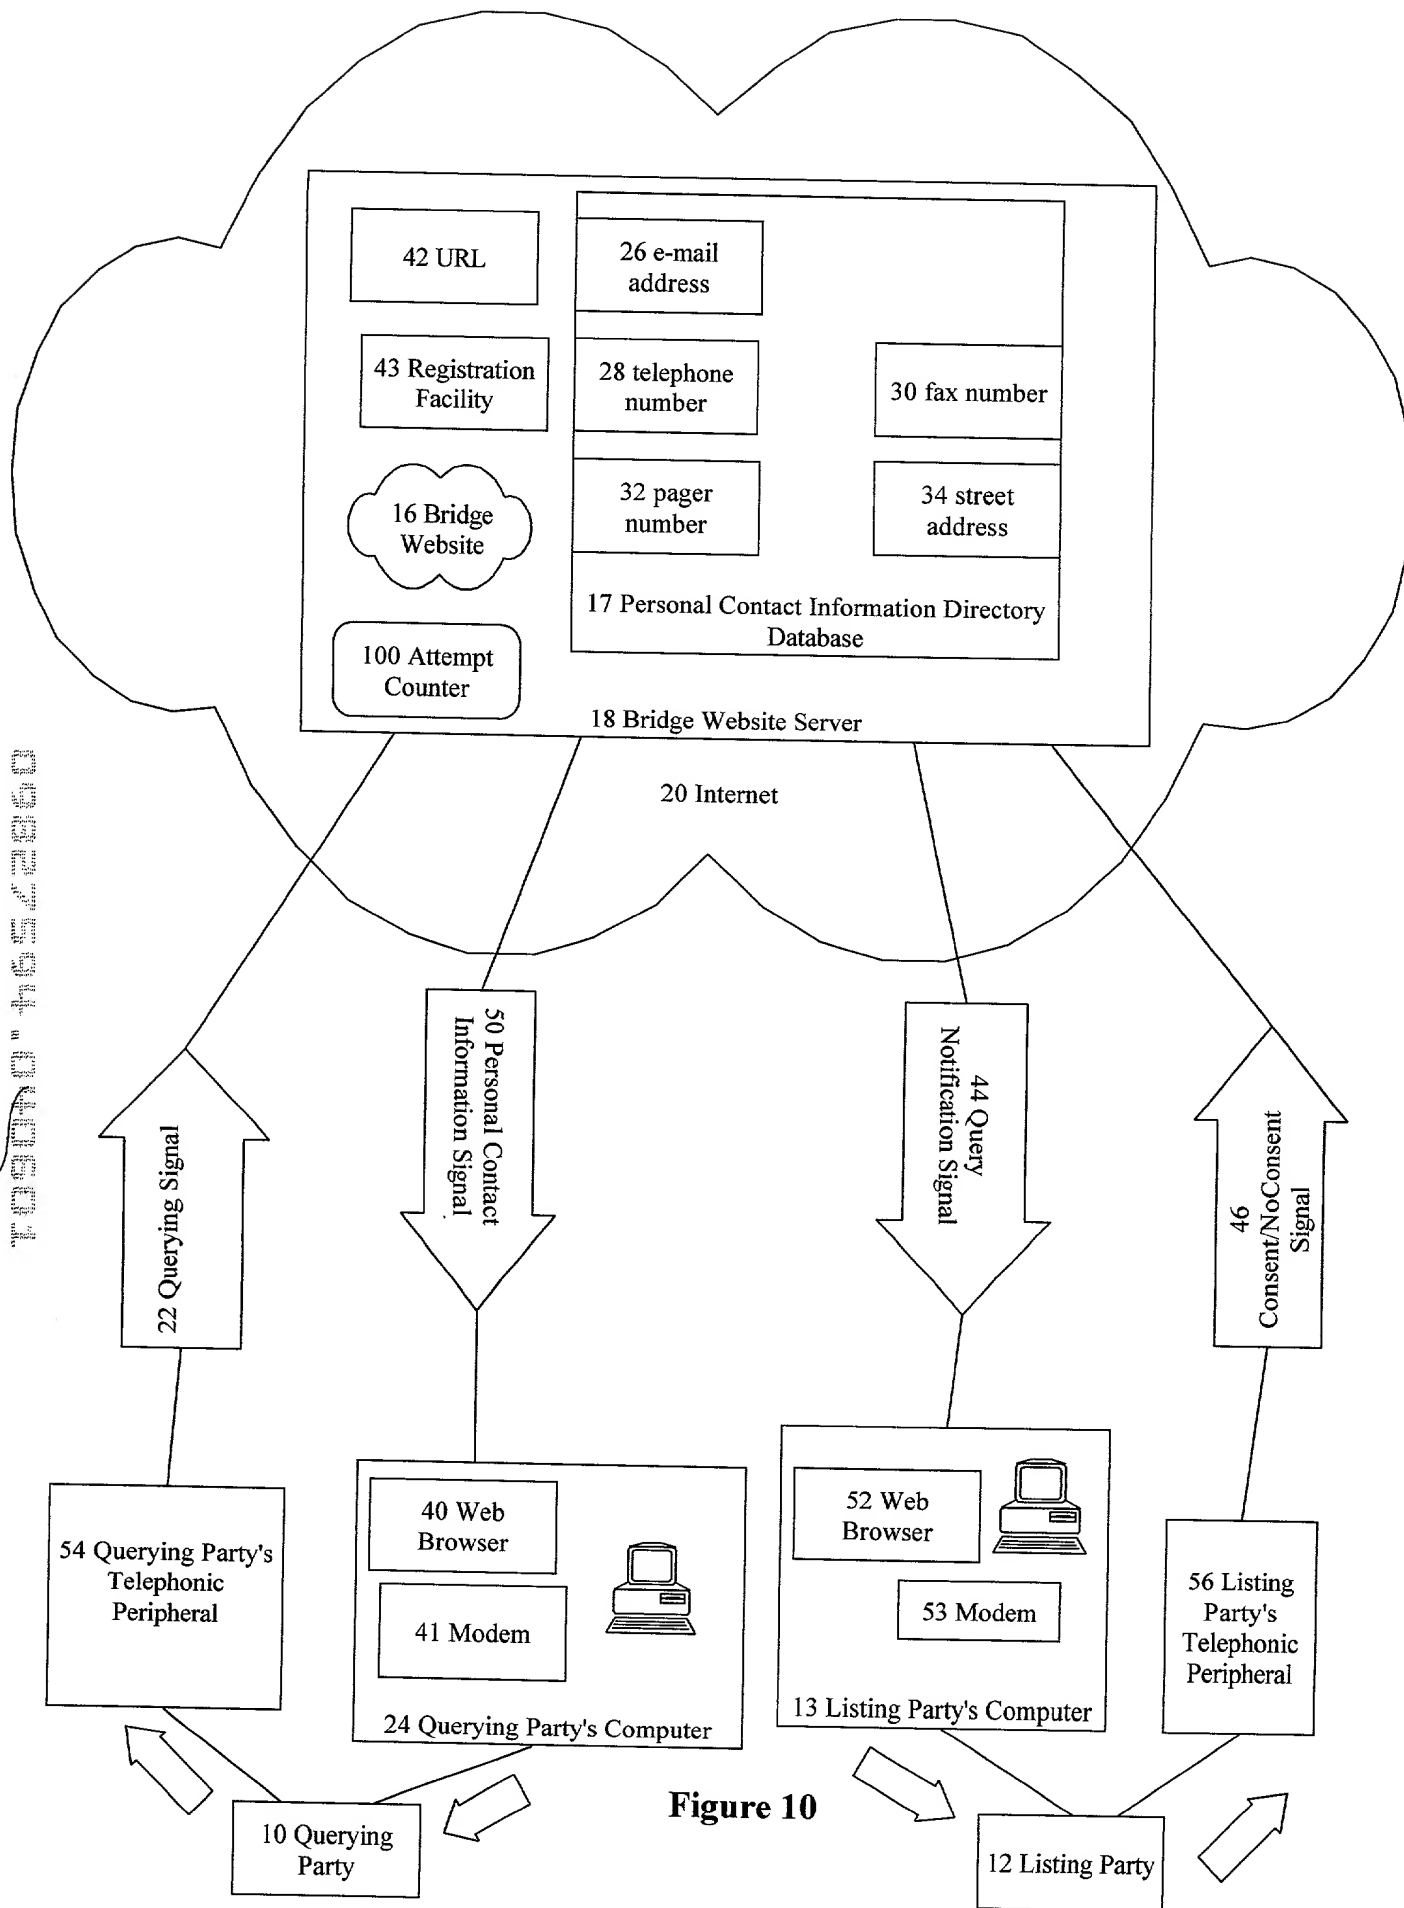 42 URL
26 e-mail
address
43 Registration
Facility
28 telephone
number
30 fax number
16 Bridge
Website
32 pager
number
34 street
address
17 Personal Contact Information Directory
Database
100 Attempt
Counter
18 Bridge Website Server
20 Internet
09827594.040601
22 Querying Signal
50 Personal Contact
Information Signal
44 Query
Notification Signal
46
Consent/NoConsent
Signal
54 Querying Party's
Telephonic
Peripheral
40 Web
Browser
41 Modem
24 Querying Party's Computer
52 Web
Browser
53 Modem
13 Listing Party's Computer
56 Listing
Party's
Telephonic
Peripheral
10 Querying
Party
Figure 10
12 Listing Party